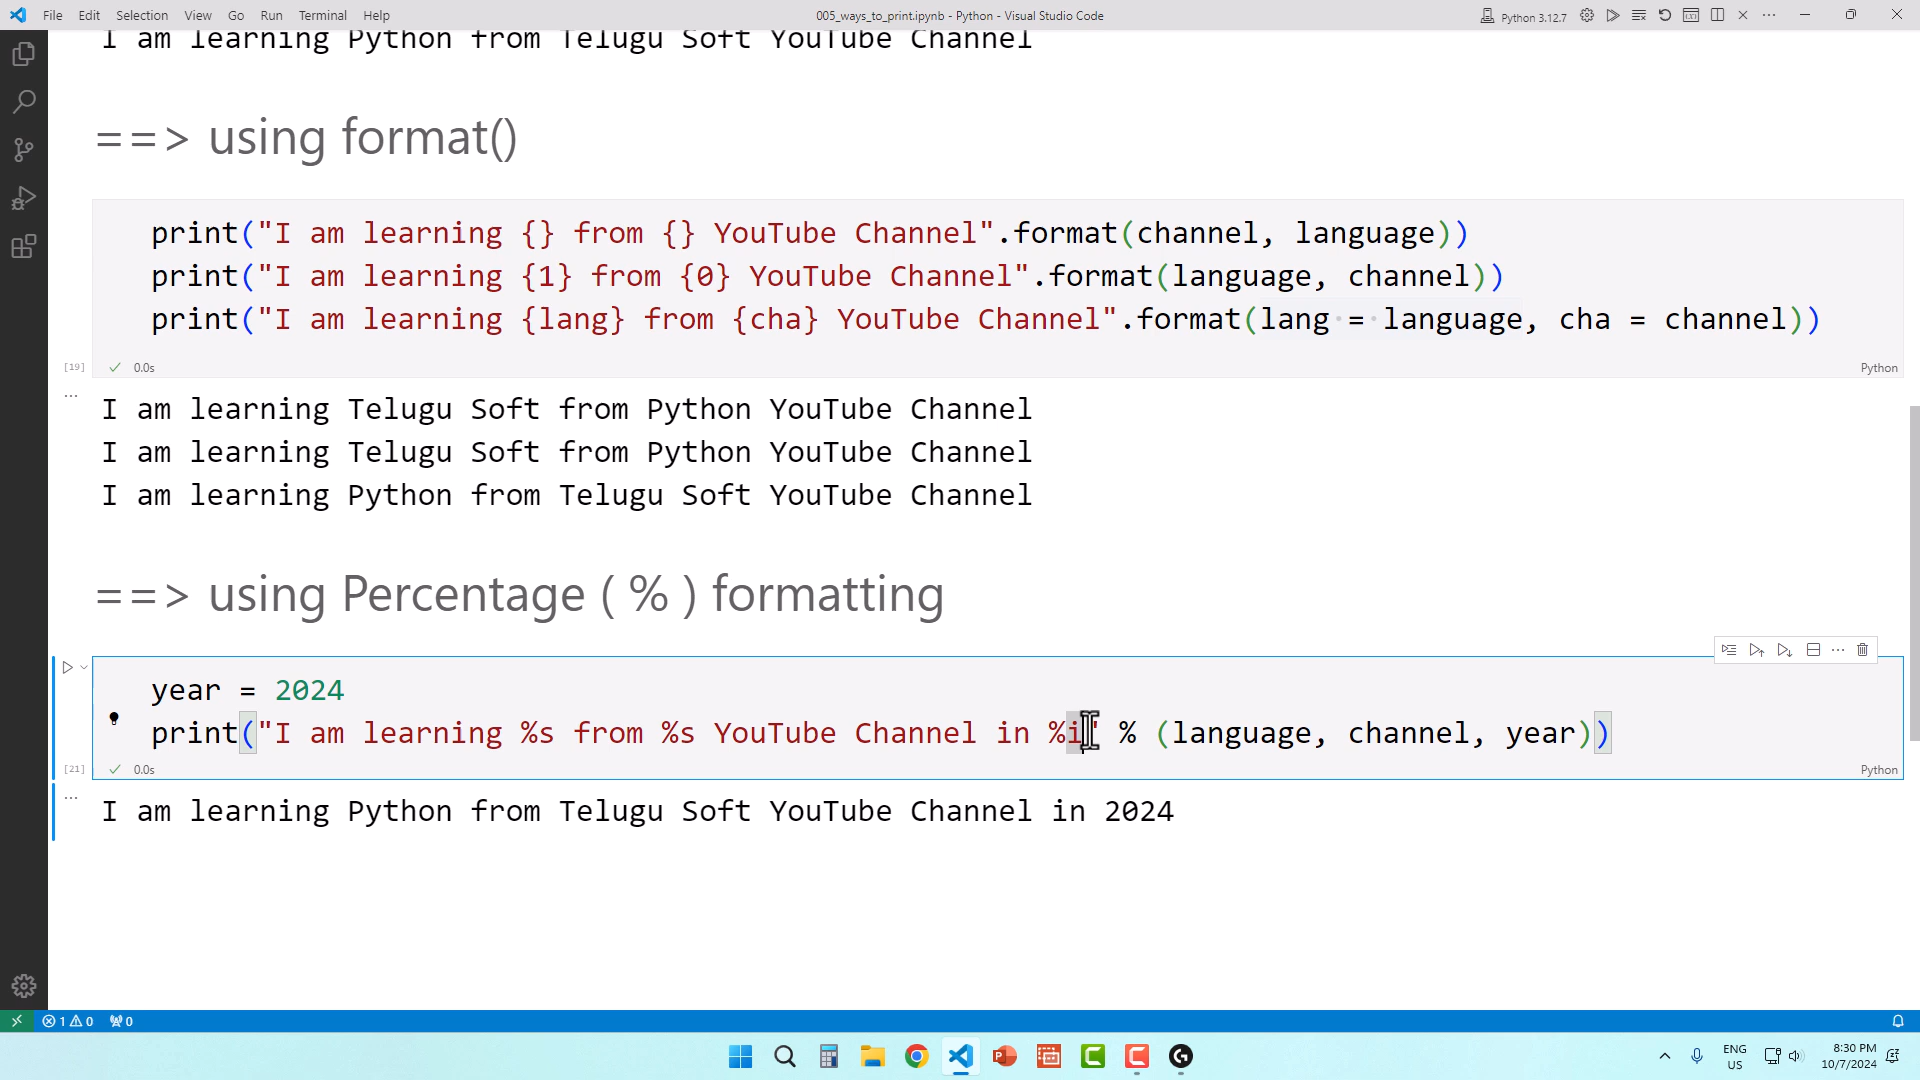 File Edit Selection View Go Run Terminal Help
005_ways_to_print.ipynb - Python - Visual Studio Code
Python 3.12.7
I am learning Python from Telugu Soft YouTube Channel
==> using format()
print("I am learning {} from {} YouTube Channel".format(channel, language))
print("I am learning {1} from {0} YouTube Channel".format(language, channel))
print("I am learning {lang} from {cha} YouTube Channel".format(lang = language, cha = channel))
[19] 0.0s Python
I am learning Telugu Soft from Python YouTube Channel
I am learning Telugu Soft from Python YouTube Channel
I am learning Python from Telugu Soft YouTube Channel
==> using Percentage ( % ) formatting
year = 2024
print("I am learning %s from %s YouTube Channel in %i" % (language, channel, year))
[21] 0.0s Python
I am learning Python from Telugu Soft YouTube Channel in 2024
1 0 0
ENG
US
8:30 PM
10/7/2024